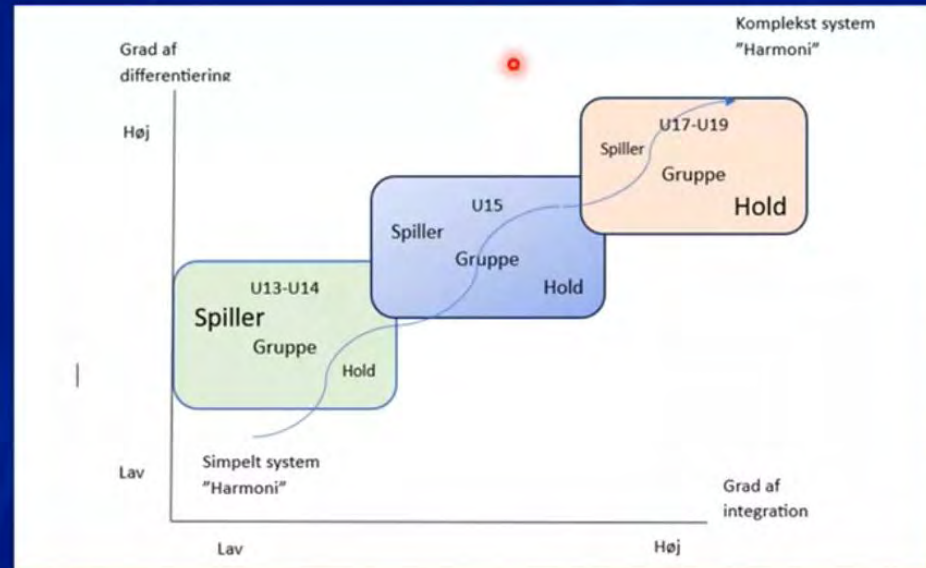 Komplekst system
"Harmoni"
Grad af
differentiering
Høj
U17-U19
Spiller
Gruppe
Hold
U15
Spiller
Gruppe
Hold
U13-U14
Spiller
Gruppe
Hold
Simpelt system
"Harmoni"
Lav
Grad af
integration
Lav
Høj